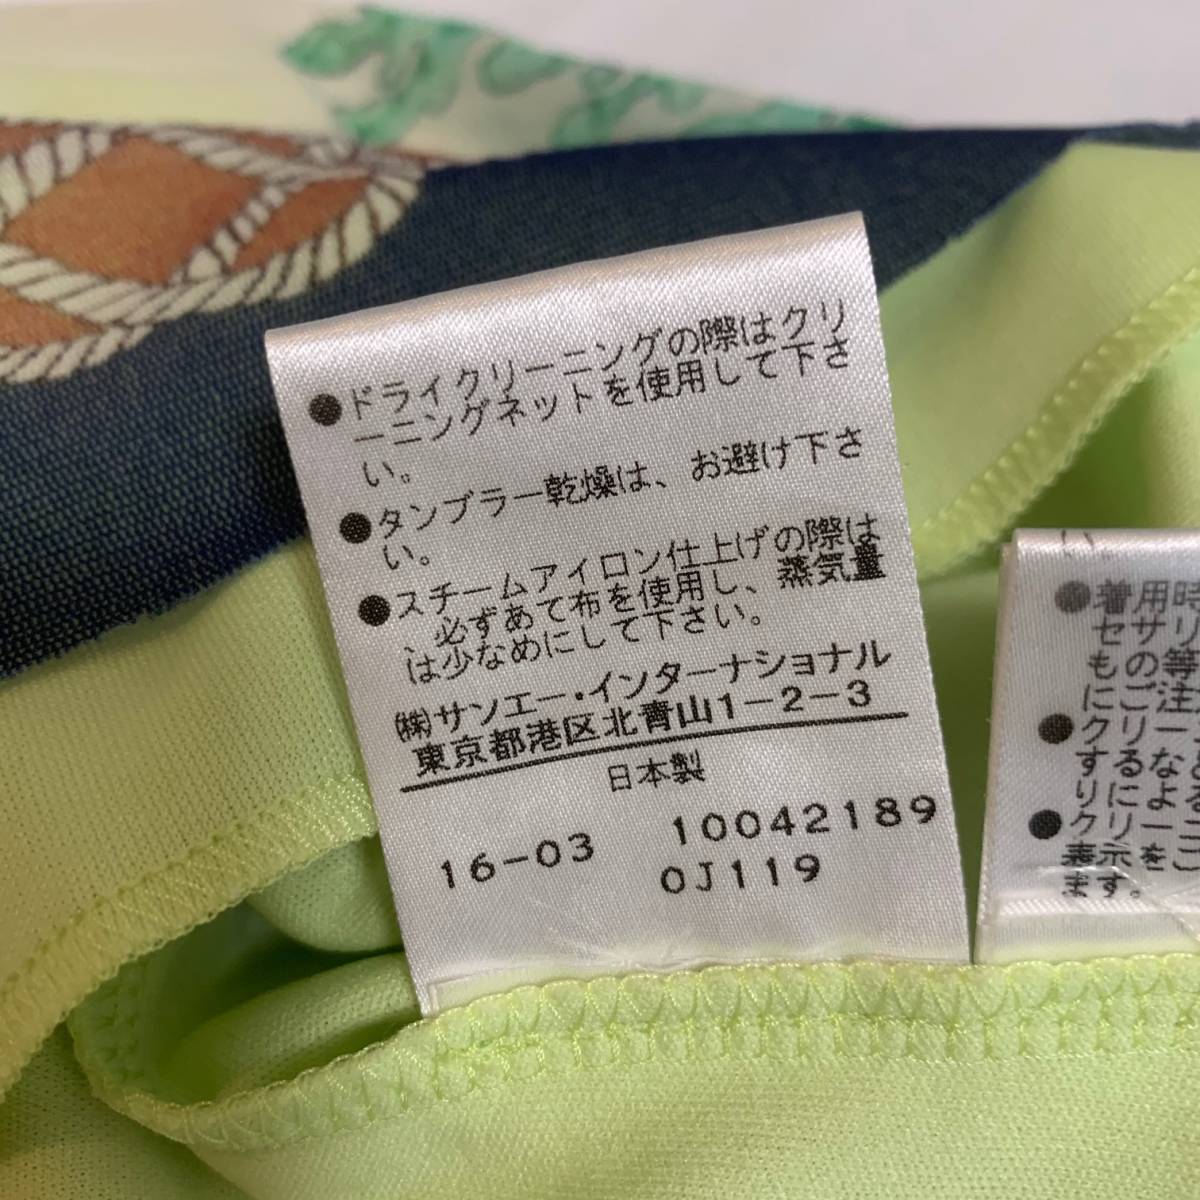 ●ドライクリーニングの際はクリ
ーニングネットを使用して下さ
い。
●タンブラー乾燥は、お避け下さ
い。
●スチームアイロン仕上げの際は
、必ずあて布を使用し、蒸気量
は少なめにして下さい。
㈱サンエー・インターナショナル
東京都港区北青山1-2-3
日本製
16-03 10042189
0J119
い
●着用時
セサリ
もの等
にご注
●クリーニ
するなど
りによる
●クリーニ
表示をご
ます。